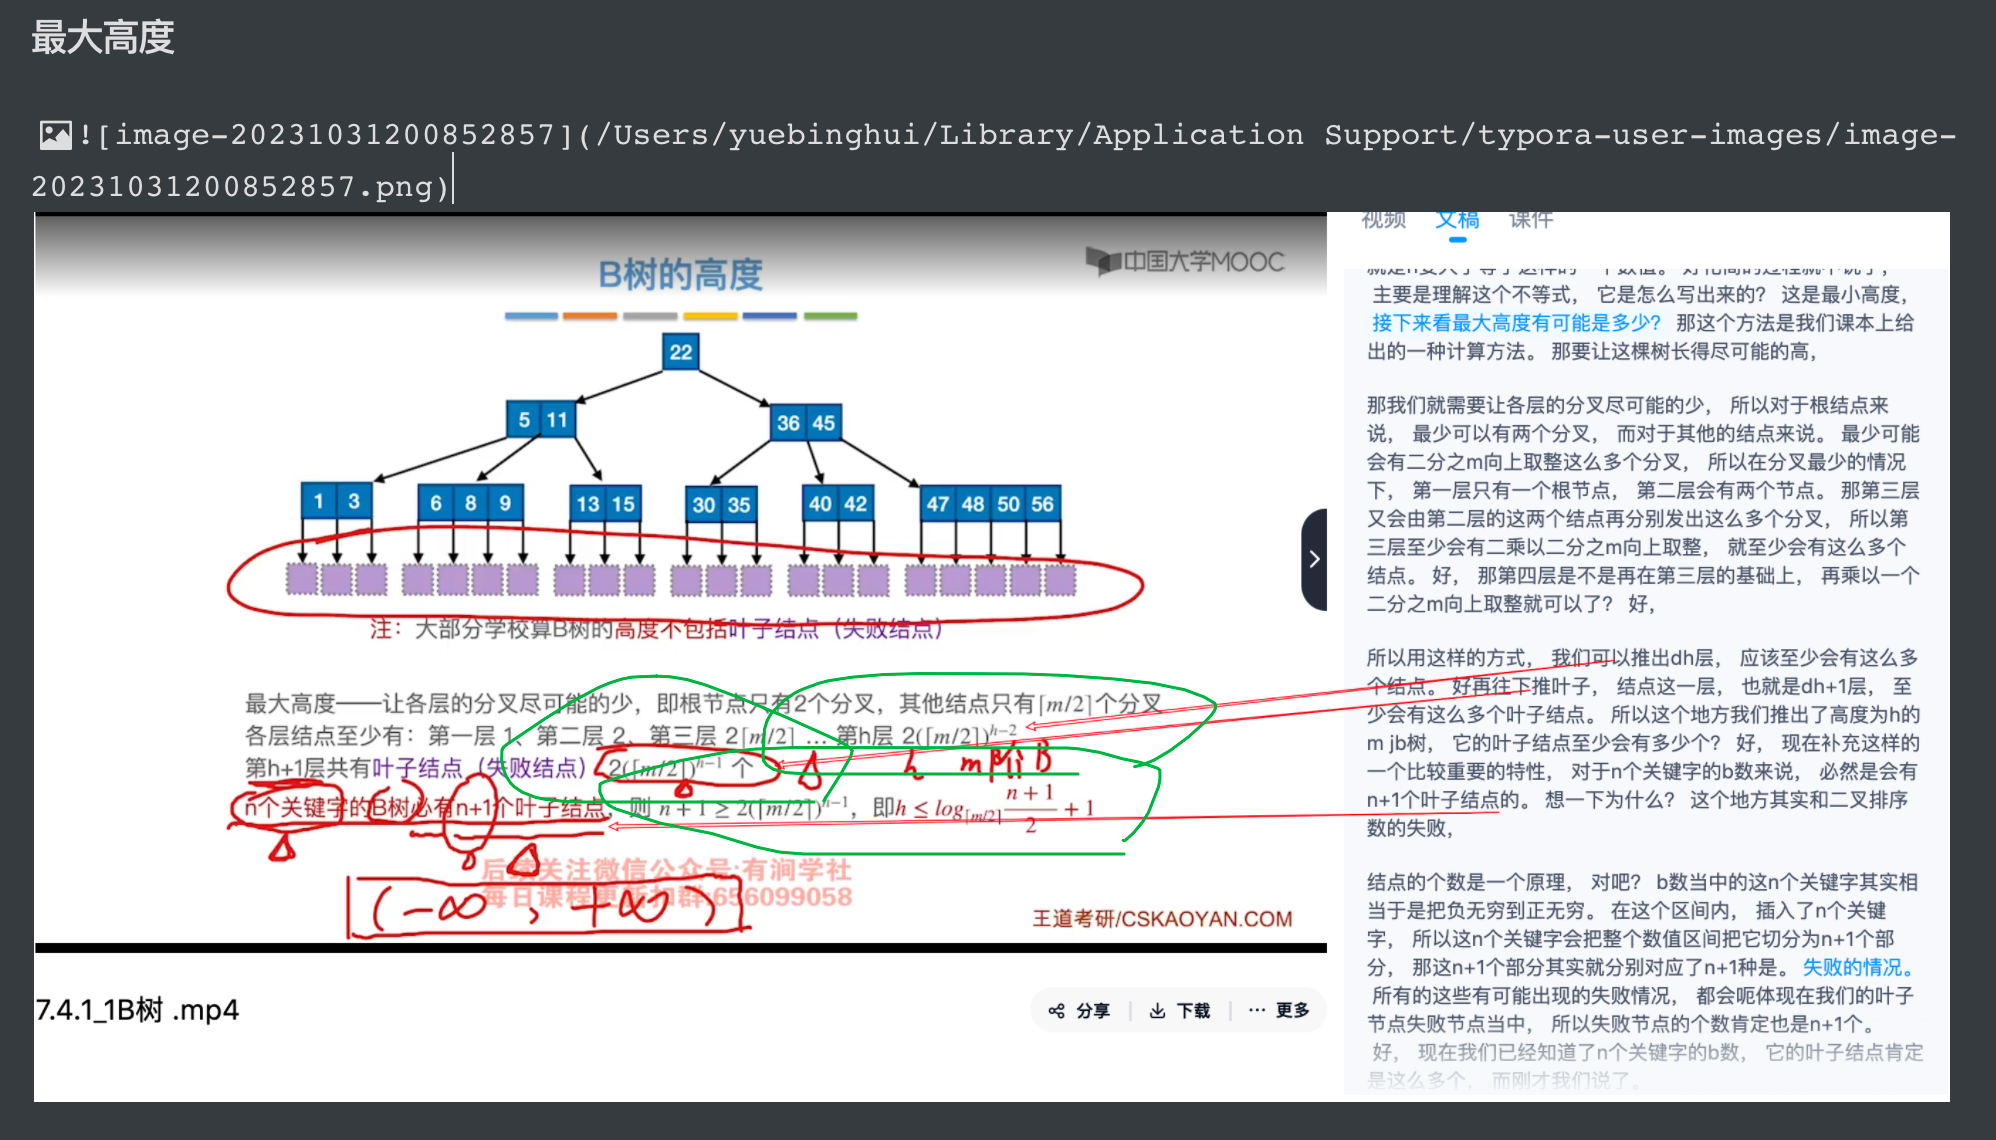 最大高度
![image-20231031200852857](/Users/yuebinghui/Library/Application Support/typora-user-images/image-
20231031200852857.png)
B树的高度
中国大学MOOC
22
5 11
36 45
1 3
6 8 9
13 15
30 35
40 42
47 48 50 56
注：大部分学校算B树的高度不包括叶子结点（失败结点）
最大高度——让各层的分叉尽可能的少，即根节点只有2个分叉，其他结点只有⌈m/2⌉个分叉
各层结点至少有：第一层 1、第二层 2、第三层 2⌈m/2⌉ … 第h层 2(⌈m/2⌉)^{h-2}
第h+1层共有叶子结点（失败结点） 2(⌈m/2⌉)^{h-1} 个
h m阶 B
n个关键字的B树必有n+1个叶子结点，则 n + 1 ≥ 2(⌈m/2⌉)^{h-1}，即h ≤ log_{⌈m/2⌉} \frac{n+1}{2} + 1
后续关注微信公众号:有涧学社
每日课程更新扣群:656099058
(-∞, +∞)
王道考研/CSKAOYAN.COM
7.4.1_1B树 .mp4
分享
下载
··· 更多
视频 文稿 课件
主要是理解这个不等式， 它是怎么写出来的？ 这是最小高度，
接下来看最大高度有可能是多少？ 那这个方法是我们课本上给
出的一种计算方法。 那要让这棵树长得尽可能的高，
那我们就需要让各层的分叉尽可能的少， 所以对于根结点来
说， 最少可以有两个分叉， 而对于其他的结点来说。 最少可能
会有二分之m向上取整这么多个分叉， 所以在分叉最少的情况
下， 第一层只有一个根节点， 第二层会有两个节点。 那第三层
又会由第二层的这两个结点再分别发出这么多个分叉， 所以第
三层至少会有二乘以二分之m向上取整， 就至少会有这么多个
结点。 好， 那第四层是不是再在第三层的基础上， 再乘以一个
二分之m向上取整就可以了？ 好，
所以用这样的方式， 我们可以推出dh层， 应该至少会有这么多
个结点。 好再往下推叶子， 结点这一层， 也就是dh+1层， 至
少会有这么多个叶子结点。 所以这个地方我们推出了高度为h的
m jb树， 它的叶子结点至少会有多少个？ 好， 现在补充这样的
一个比较重要的特性， 对于n个关键字的b数来说， 必然是会有
n+1个叶子结点的。 想一下为什么？ 这个地方其实和二叉排序
数的失败，
结点的个数是一个原理， 对吧？ b数当中的这n个关键字其实相
当于是把负无穷到正无穷。 在这个区间内， 插入了n个关键
字， 所以这n个关键字会把整个数值区间把它切分为n+1个部
分， 那这n+1个部分其实就分别对应了n+1种是。 失败的情况。
所有的这些有可能出现的失败情况， 都会呃体现在我们的叶子
节点失败节点当中， 所以失败节点的个数肯定也是n+1个。
好， 现在我们已经知道了n个关键字的b数， 它的叶子结点肯定
是这么多个， 而刚才我们说了。